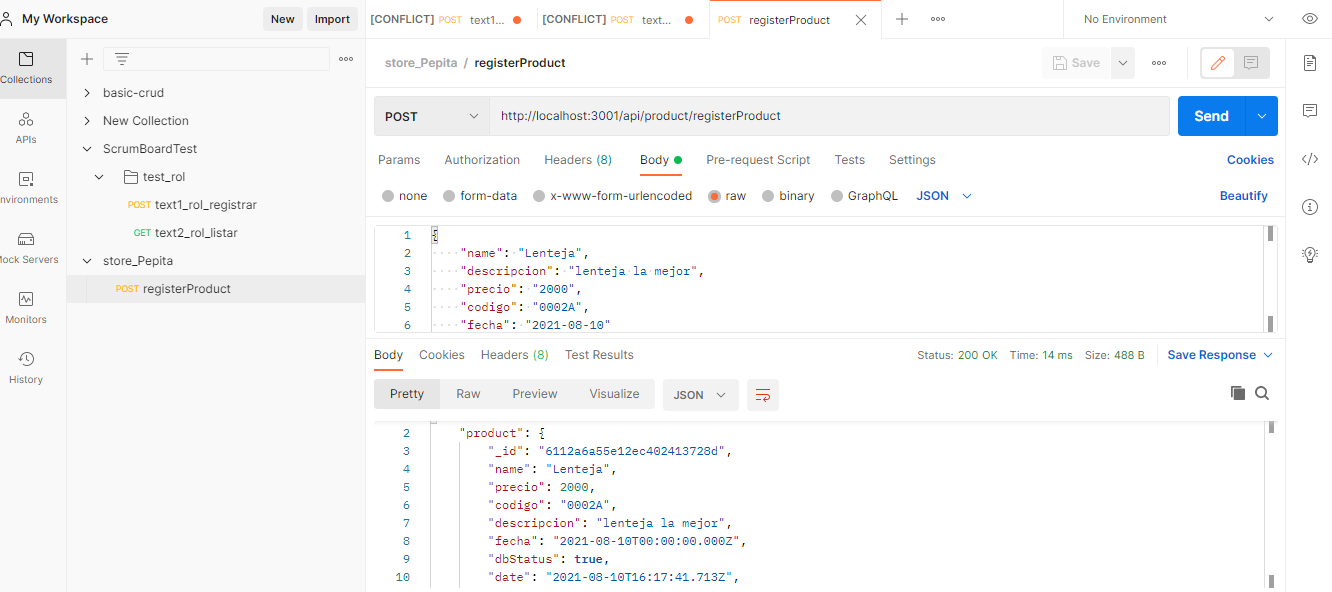 My Workspace New Import [CONFLICT] POST text1... [CONFLICT] POST text... POST registerProduct No Environment
Collections
APIs
nvironments
lock Servers
Monitors
History
basic-crud
New Collection
ScrumBoardTest
test_rol
POST text1_rol_registrar
GET text2_rol_listar
store_Pepita
POST registerProduct
store_Pepita / registerProduct Save
POST http://localhost:3001/api/product/registerProduct Send
Params Authorization Headers (8) Body Pre-request Script Tests Settings Cookies
none form-data x-www-form-urlencoded raw binary GraphQL JSON Beautify
1 {
2 "name": "Lenteja",
3 "descripcion": "lenteja la mejor",
4 "precio": "2000",
5 "codigo": "0002A",
6 "fecha": "2021-08-10"
Body Cookies Headers (8) Test Results Status: 200 OK Time: 14 ms Size: 488 B Save Response
Pretty Raw Preview Visualize JSON
2 "product": {
3 "_id": "6112a6a55e12ec402413728d",
4 "name": "Lenteja",
5 "precio": 2000,
6 "codigo": "0002A",
7 "descripcion": "lenteja la mejor",
8 "fecha": "2021-08-10T00:00:00.000Z",
9 "dbStatus": true,
10 "date": "2021-08-10T16:17:41.713Z",